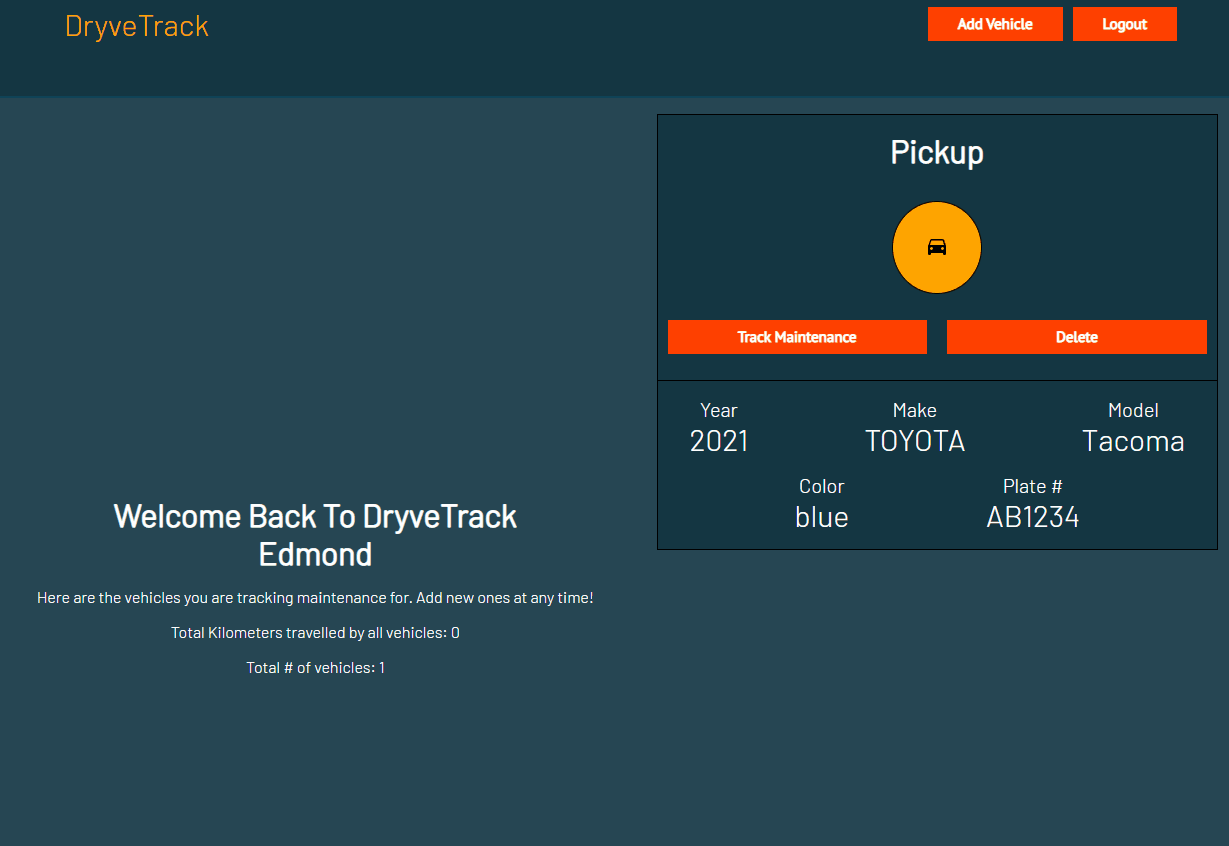 DryveTrack
Add Vehicle
Logout
Welcome Back To DryveTrack
Edmond
Here are the vehicles you are tracking maintenance for. Add new ones at any time!
Total Kilometers travelled by all vehicles: 0
Total # of vehicles: 1
Pickup
Track Maintenance
Delete
Year
2021
Make
TOYOTA
Model
Tacoma
Color
blue
Plate #
AB1234